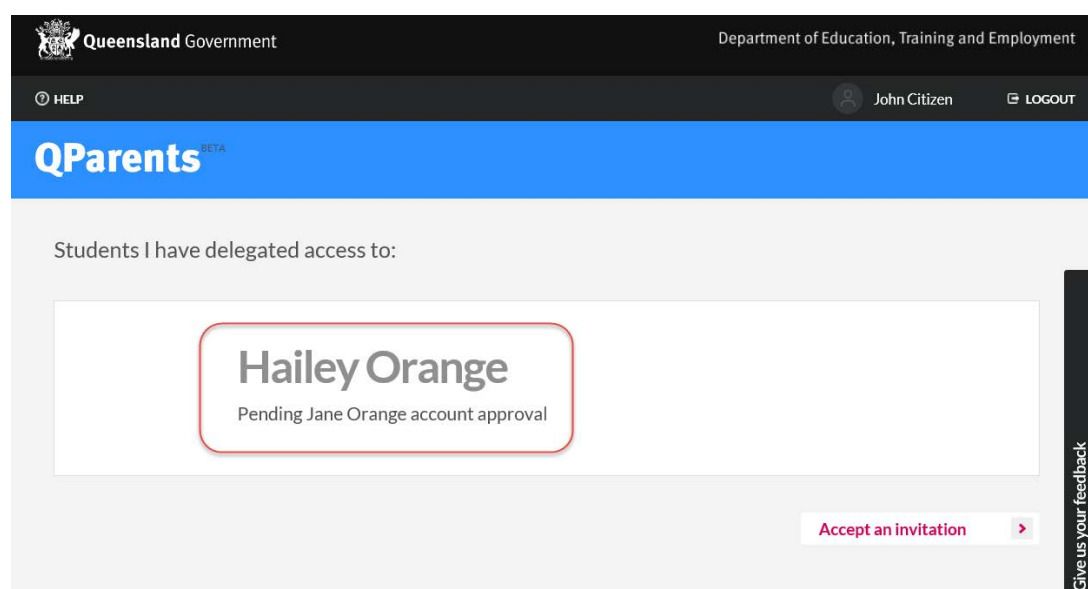 Queensland Government
Department of Education, Training and Employment
HELP
John Citizen
LOGOUT
QParents BETA
Students I have delegated access to:
Hailey Orange
Pending Jane Orange account approval
Accept an invitation
Give us your feedback